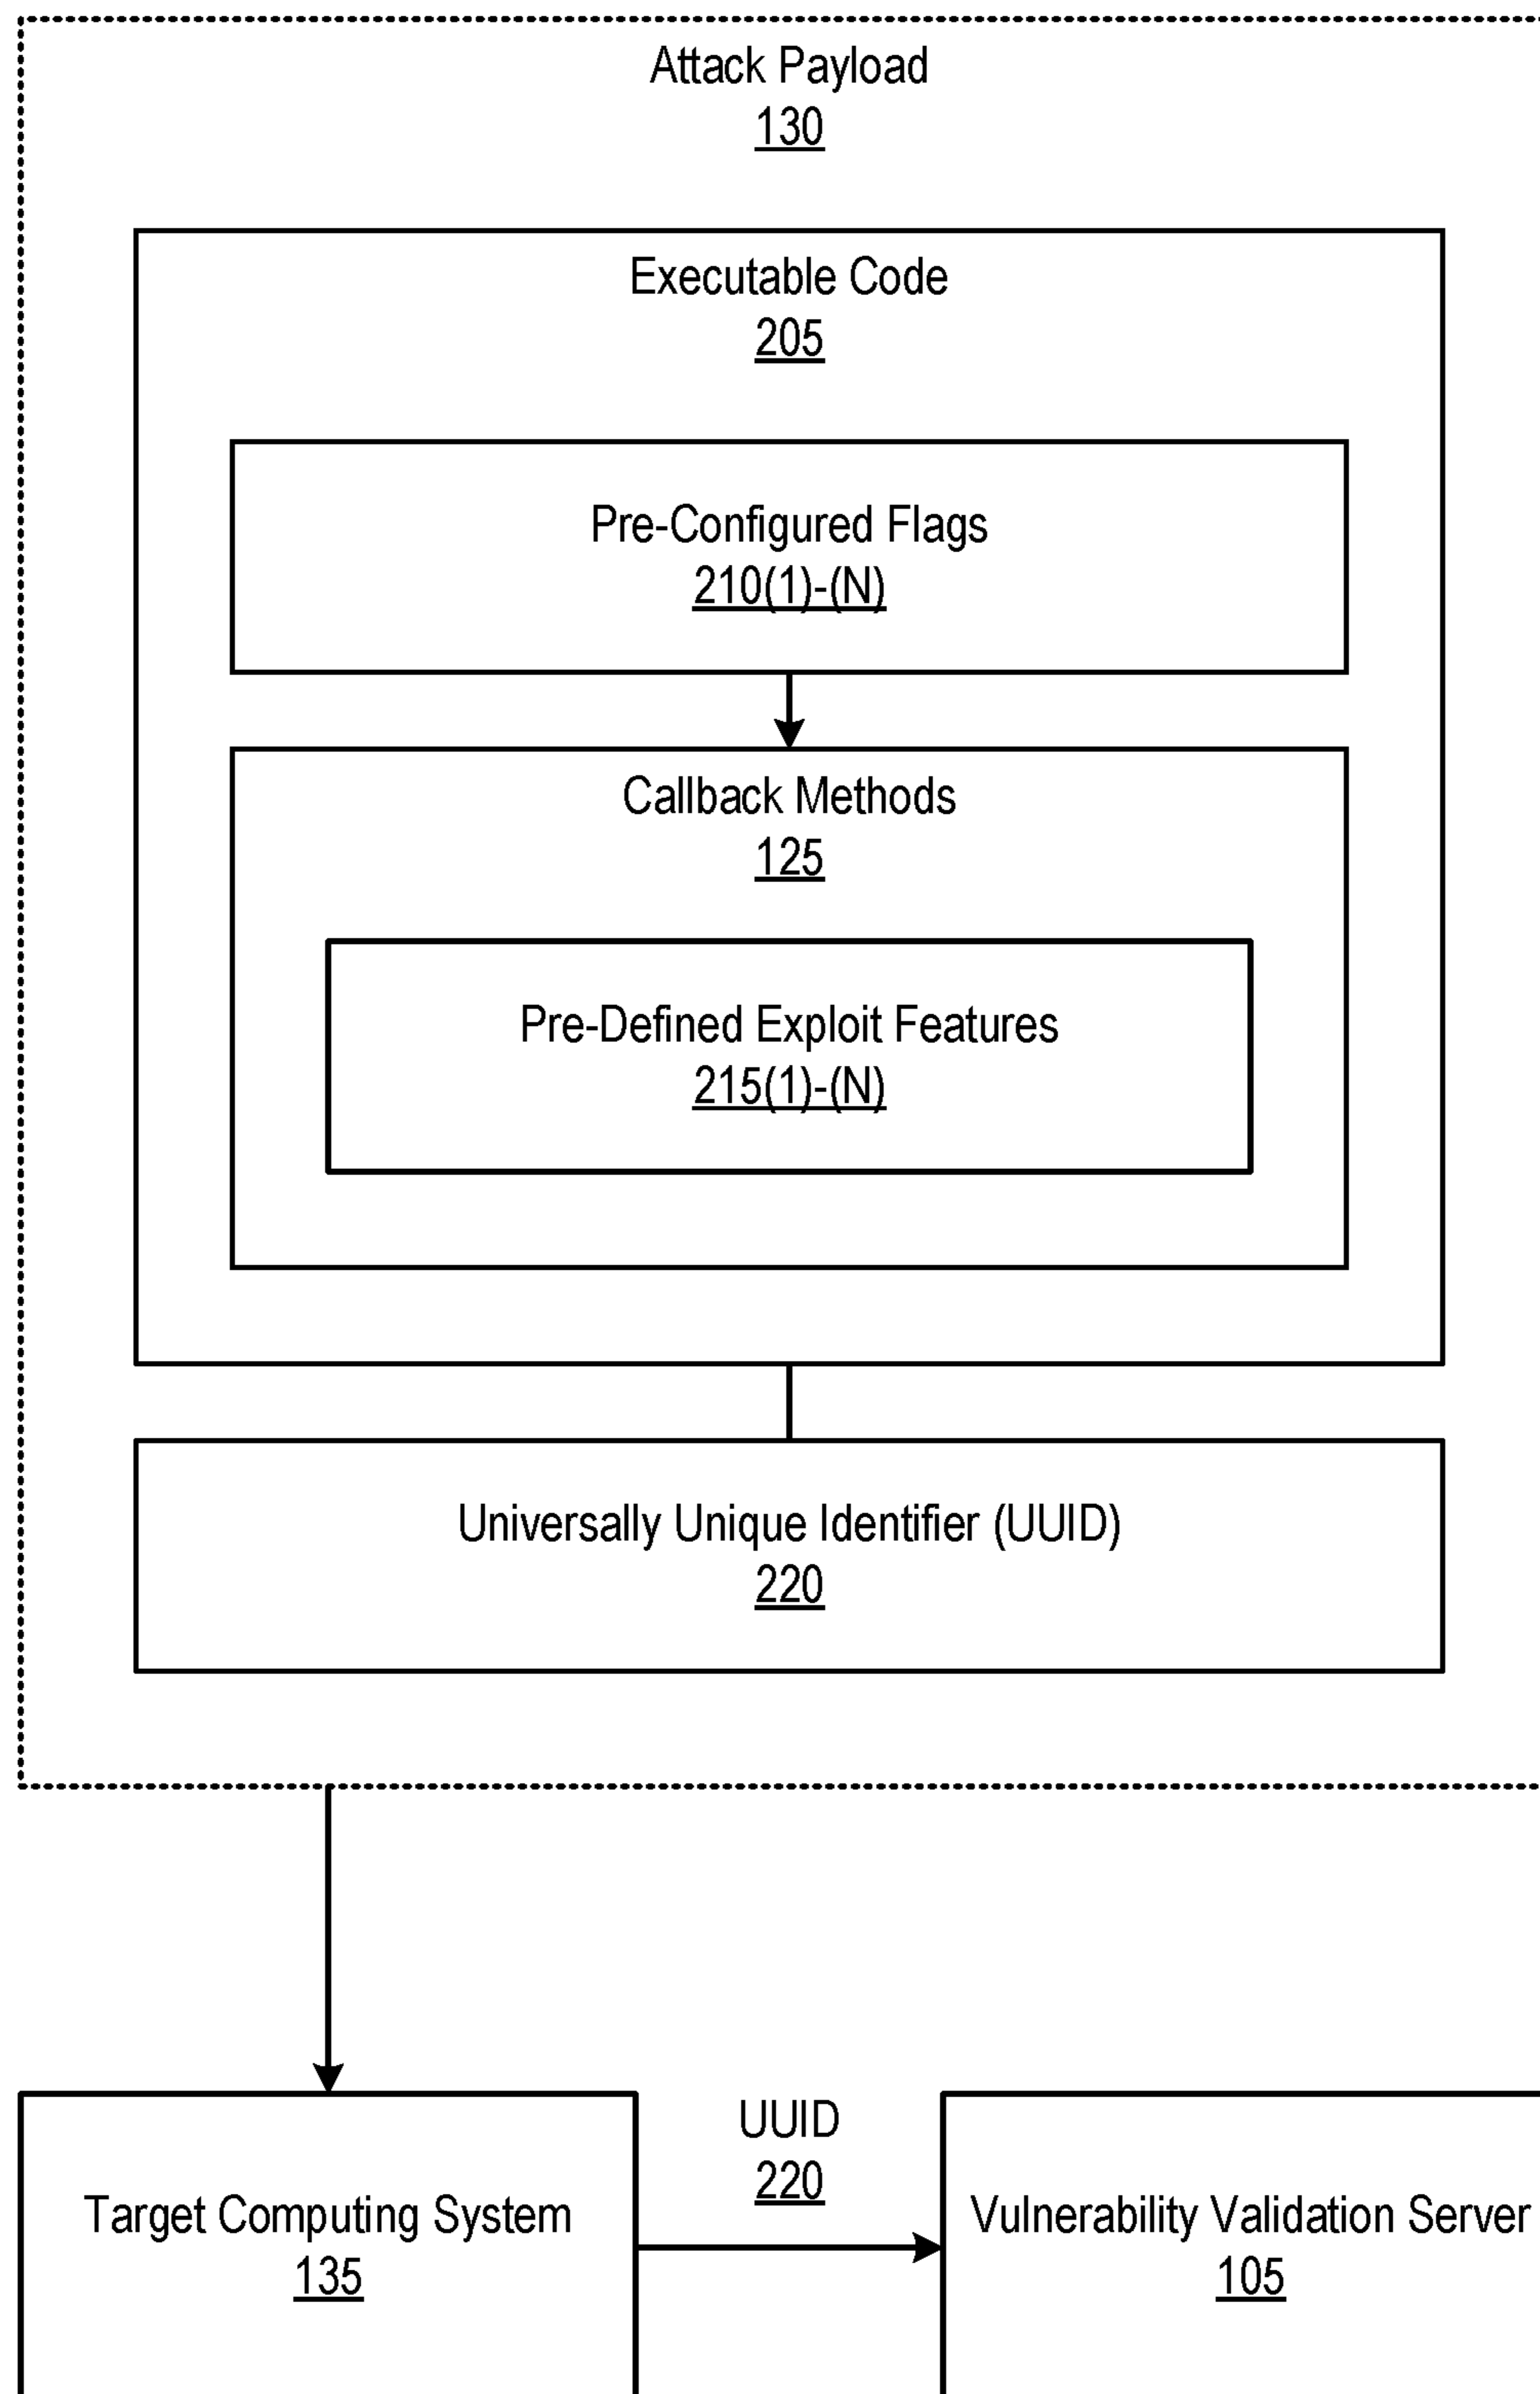 Attack Payload
130
Executable Code
205
Pre-Configured Flags
210(1)-(N)
Callback Methods
125
Pre-Defined Exploit Features
215(1)-(N)
Universally Unique Identifier (UUID)
220
UUID
220
Target Computing System
135
Vulnerability Validation Server
105